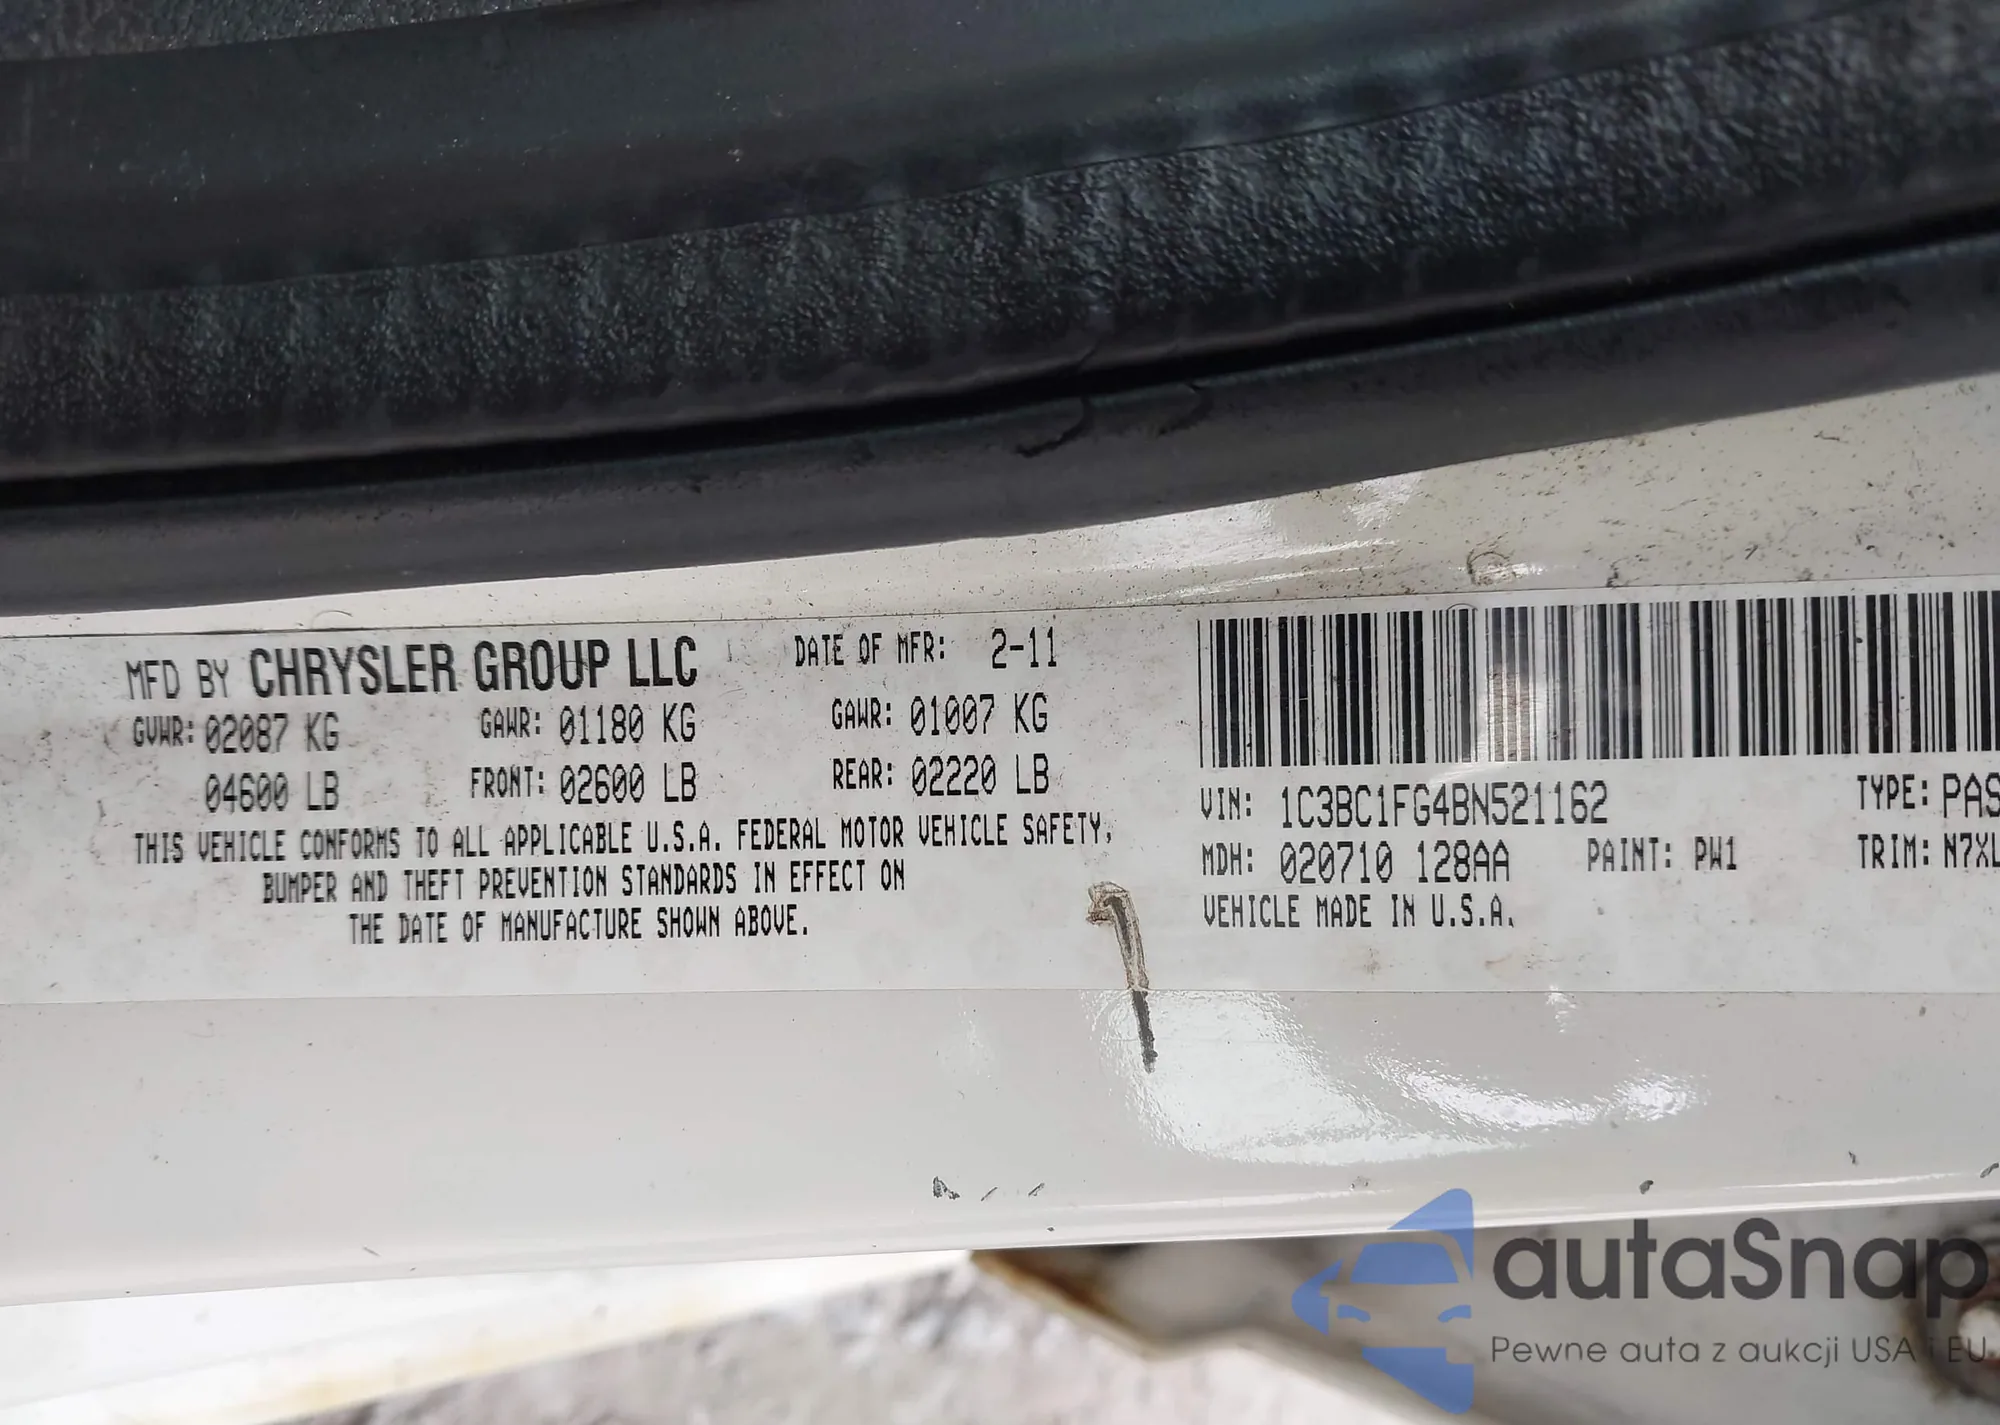 MFD BY CHRYSLER GROUP LLC DATE OF MFR: 2-11
GVWR: 02087 KG GAWR: 01180 KG GAWR: 01007 KG
04600 LB FRONT: 02600 LB REAR: 02220 LB
THIS VEHICLE CONFORMS TO ALL APPLICABLE U.S.A. FEDERAL MOTOR VEHICLE SAFETY,
BUMPER AND THEFT PREVENTION STANDARDS IN EFFECT ON
THE DATE OF MANUFACTURE SHOWN ABOVE.
VIN: 1C3BC1FG4BN521162 TYPE: PAS
MDH: 020710 128AA PAINT: PW1 TRIM: N7XL
VEHICLE MADE IN U.S.A.
autaSnap
Pewne auta z aukcji USA i EU